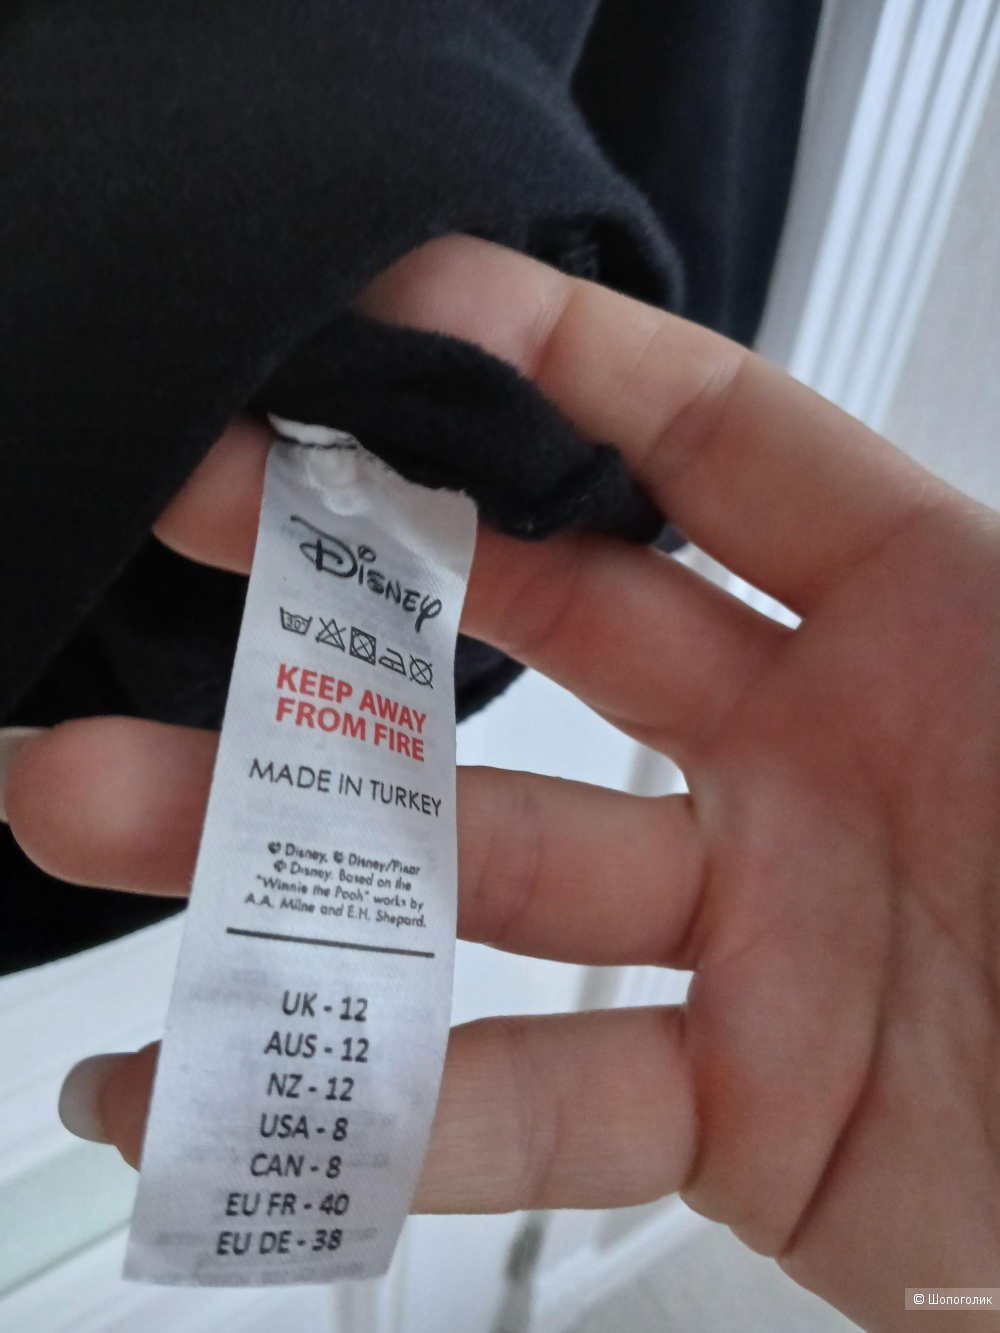 Disney
30
KEEP AWAY
FROM FIRE
MADE IN TURKEY
© Disney, © Disney/Pixar
© Disney. Based on the
"Winnie the Pooh" works by
A.A. Milne and E.H. Shepard.
UK - 12
AUS - 12
NZ - 12
USA - 8
CAN - 8
EU FR - 40
EU DE - 38
© Шопоголик